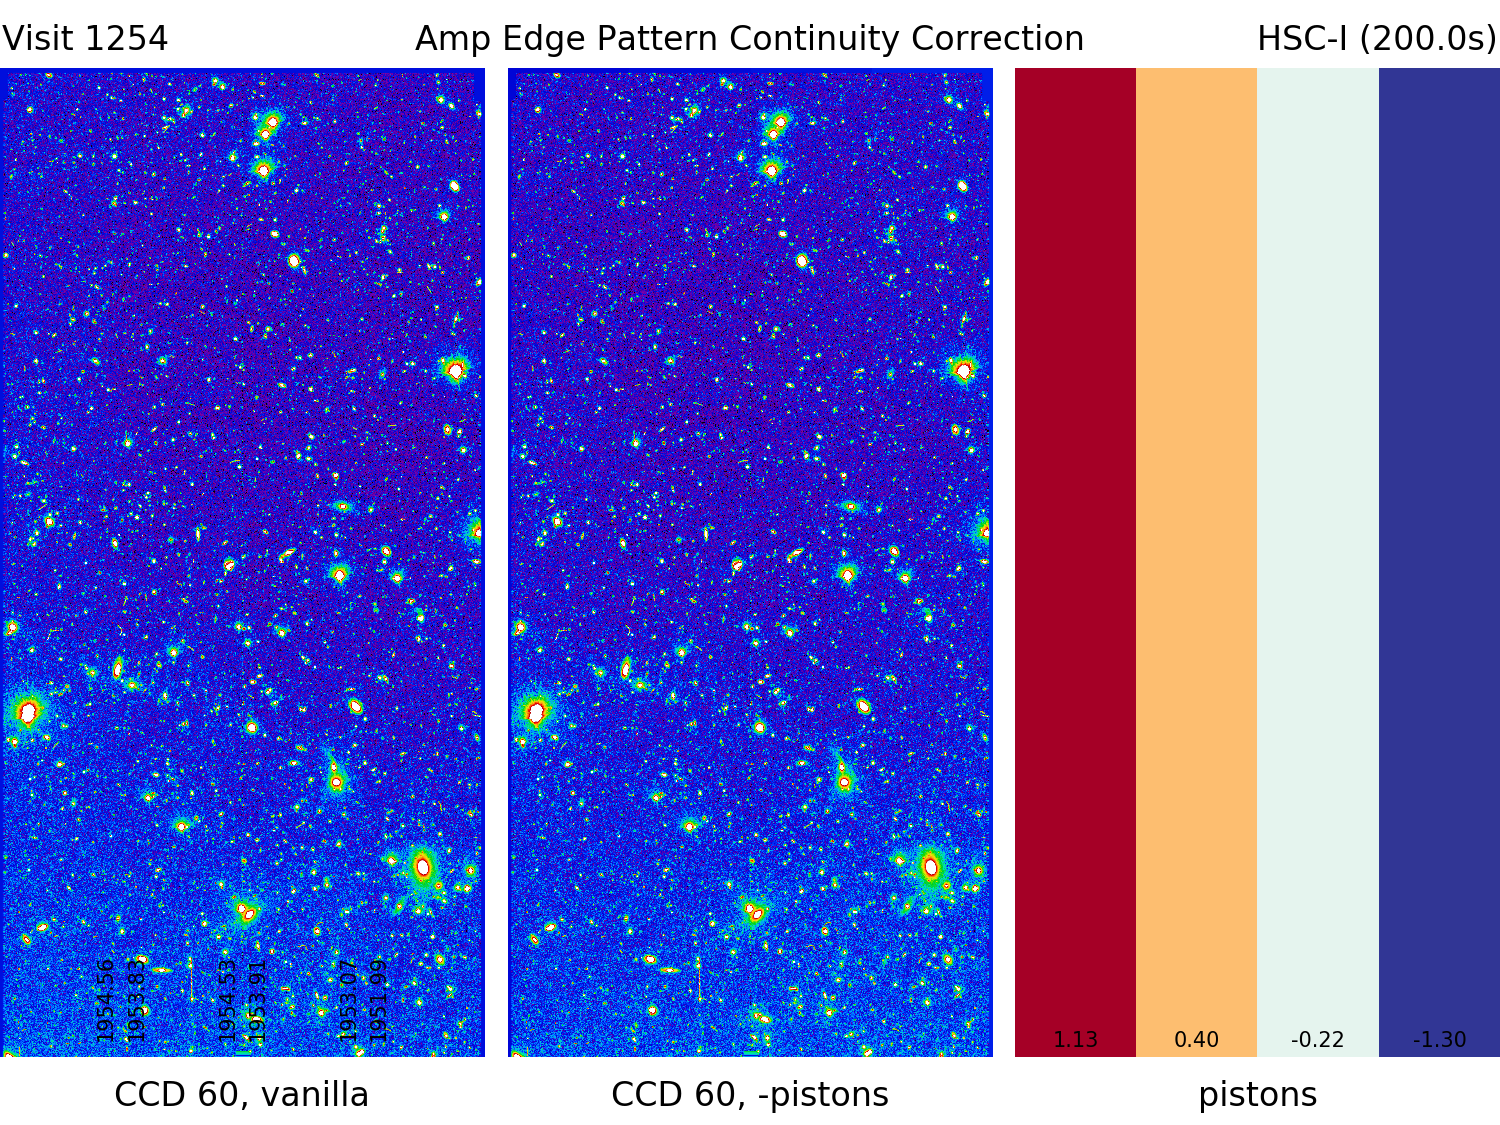 Visit 1254
Amp Edge Pattern Continuity Correction
HSC-I (200.0s)
1954.56
1953.83
1954.53
1953.91
1953.07
1951.99
1.13
0.40
-0.22
-1.30
CCD 60, vanilla
CCD 60, -pistons
pistons